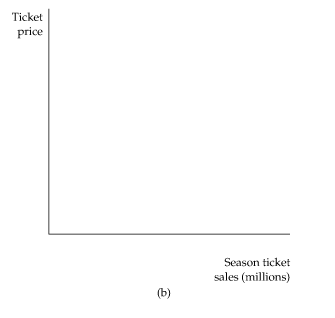 Ticket
price
Season ticket
sales (millions)
(b)